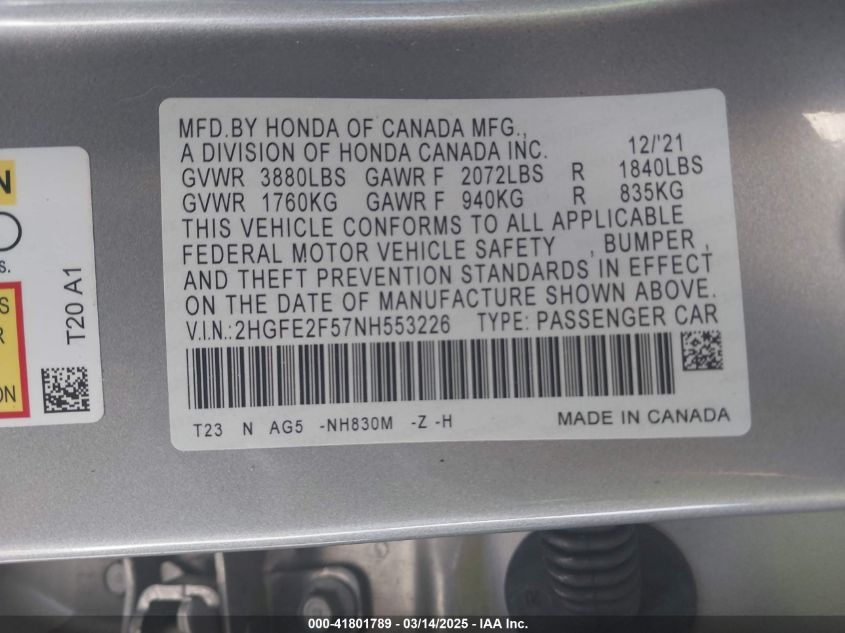 MFD.BY HONDA OF CANADA MFG.,
A DIVISION OF HONDA CANADA INC. 12/'21
GVWR 3880LBS GAWR F 2072LBS R 1840LBS
GVWR 1760KG GAWR F 940KG R 835KG
THIS VEHICLE CONFORMS TO ALL APPLICABLE
FEDERAL MOTOR VEHICLE SAFETY , BUMPER ,
AND THEFT PREVENTION STANDARDS IN EFFECT
ON THE DATE OF MANUFACTURE SHOWN ABOVE.
V.I.N.:2HGFE2F57NH553226 TYPE: PASSENGER CAR
T23 N AG5 -NH830M -Z -H MADE IN CANADA
N
S.
S
R
ON
T20 A1
000-41801789 - 03/14/2025 - IAA Inc.